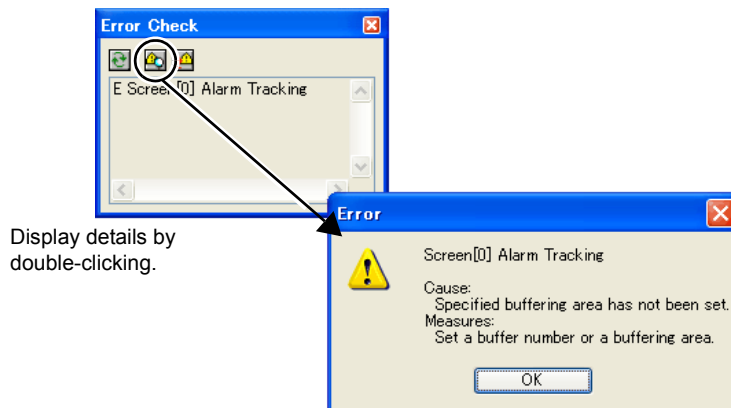 Error Check
E Screen[0] Alarm Tracking
Display details by
double-clicking.
Error
Screen[0] Alarm Tracking
Cause:
Specified buffering area has not been set.
Measures:
Set a buffer number or a buffering area.
OK